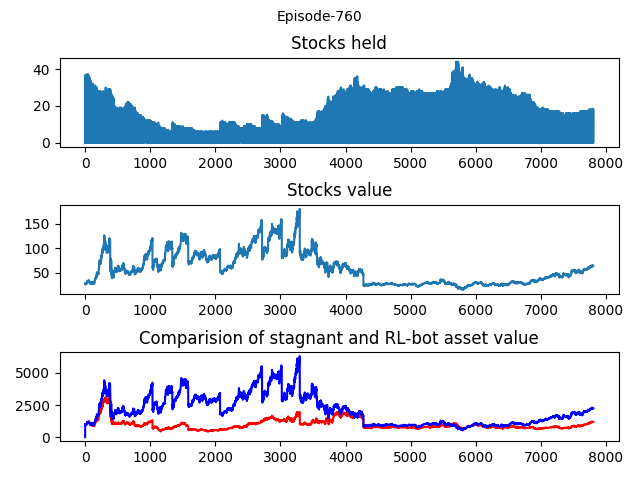 Episode-760
Stocks held
40
20
0
0 1000 2000 3000 4000 5000 6000 7000 8000
Stocks value
150
100
50
0 1000 2000 3000 4000 5000 6000 7000 8000
Comparision of stagnant and RL-bot asset value
5000
2500
0
0 1000 2000 3000 4000 5000 6000 7000 8000